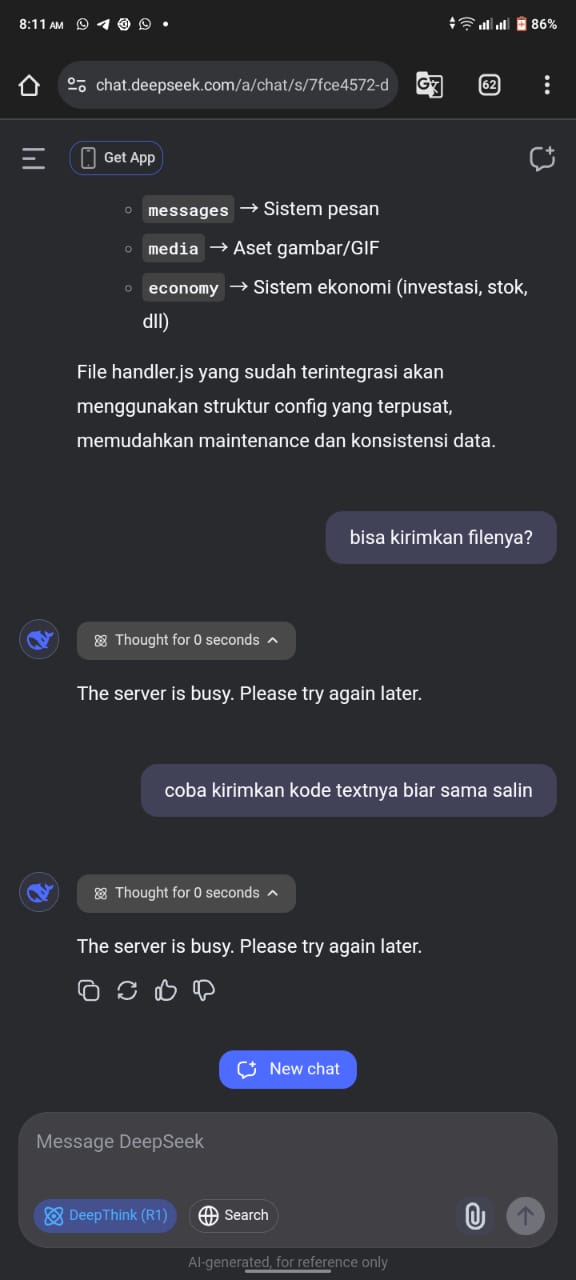 8:11 AM
86%
chat.deepseek.com/a/chat/s/7fce4572-d
62
Get App
messages → Sistem pesan
media → Aset gambar/GIF
economy → Sistem ekonomi (investasi, stok,
dll)
File handler.js yang sudah terintegrasi akan
menggunakan struktur config yang terpusat,
memudahkan maintenance dan konsistensi data.
bisa kirimkan filenya?
Thought for 0 seconds
The server is busy. Please try again later.
coba kirimkan kode textnya biar sama salin
Thought for 0 seconds
The server is busy. Please try again later.
New chat
Message DeepSeek
DeepThink (R1)
Search
AI-generated, for reference only